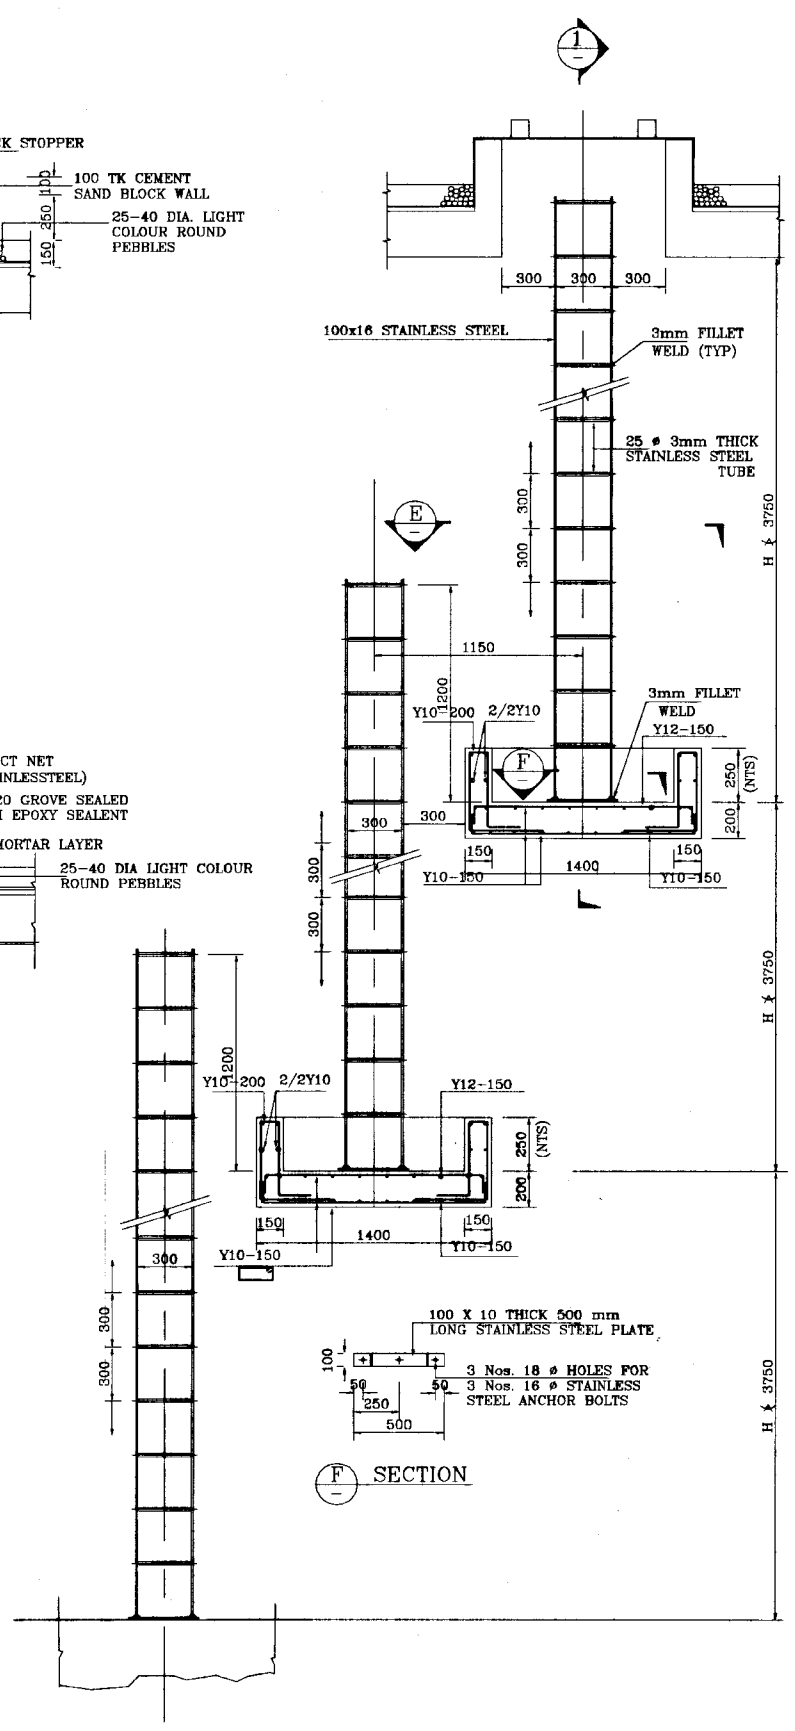 1
K STOPPER
100 TK CEMENT
SAND BLOCK WALL
100
250
150
25-40 DIA. LIGHT
COLOUR ROUND
PEBBLES
300 300 300
100x16 STAINLESS STEEL
3mm FILLET
WELD (TYP)
25 ø 3mm THICK
STAINLESS STEEL
TUBE
300
300
H ≯ 3750
E
1150
1200
3mm FILLET
WELD
Y10-200 2/2Y10
Y12-150
F
250
(NTS)
200
300 300
150 150
1400
Y10-150 Y10-150
CT NET
INLESSTEEL)
20 GROVE SEALED
EPOXY SEALENT
MORTAR LAYER
25-40 DIA LIGHT COLOUR
ROUND PEBBLES
300
300
H ≯ 3750
1200
Y10-200 2/2Y10
Y12-150
250
(NTS)
200
150 150
1400
Y10-150 Y10-150
300
300
300
100 X 10 THICK 500 mm
LONG STAINLESS STEEL PLATE
100
50 50
250
500
3 Nos. 18 ø HOLES FOR
3 Nos. 16 ø STAINLESS
STEEL ANCHOR BOLTS
H ≯ 3750
F SECTION